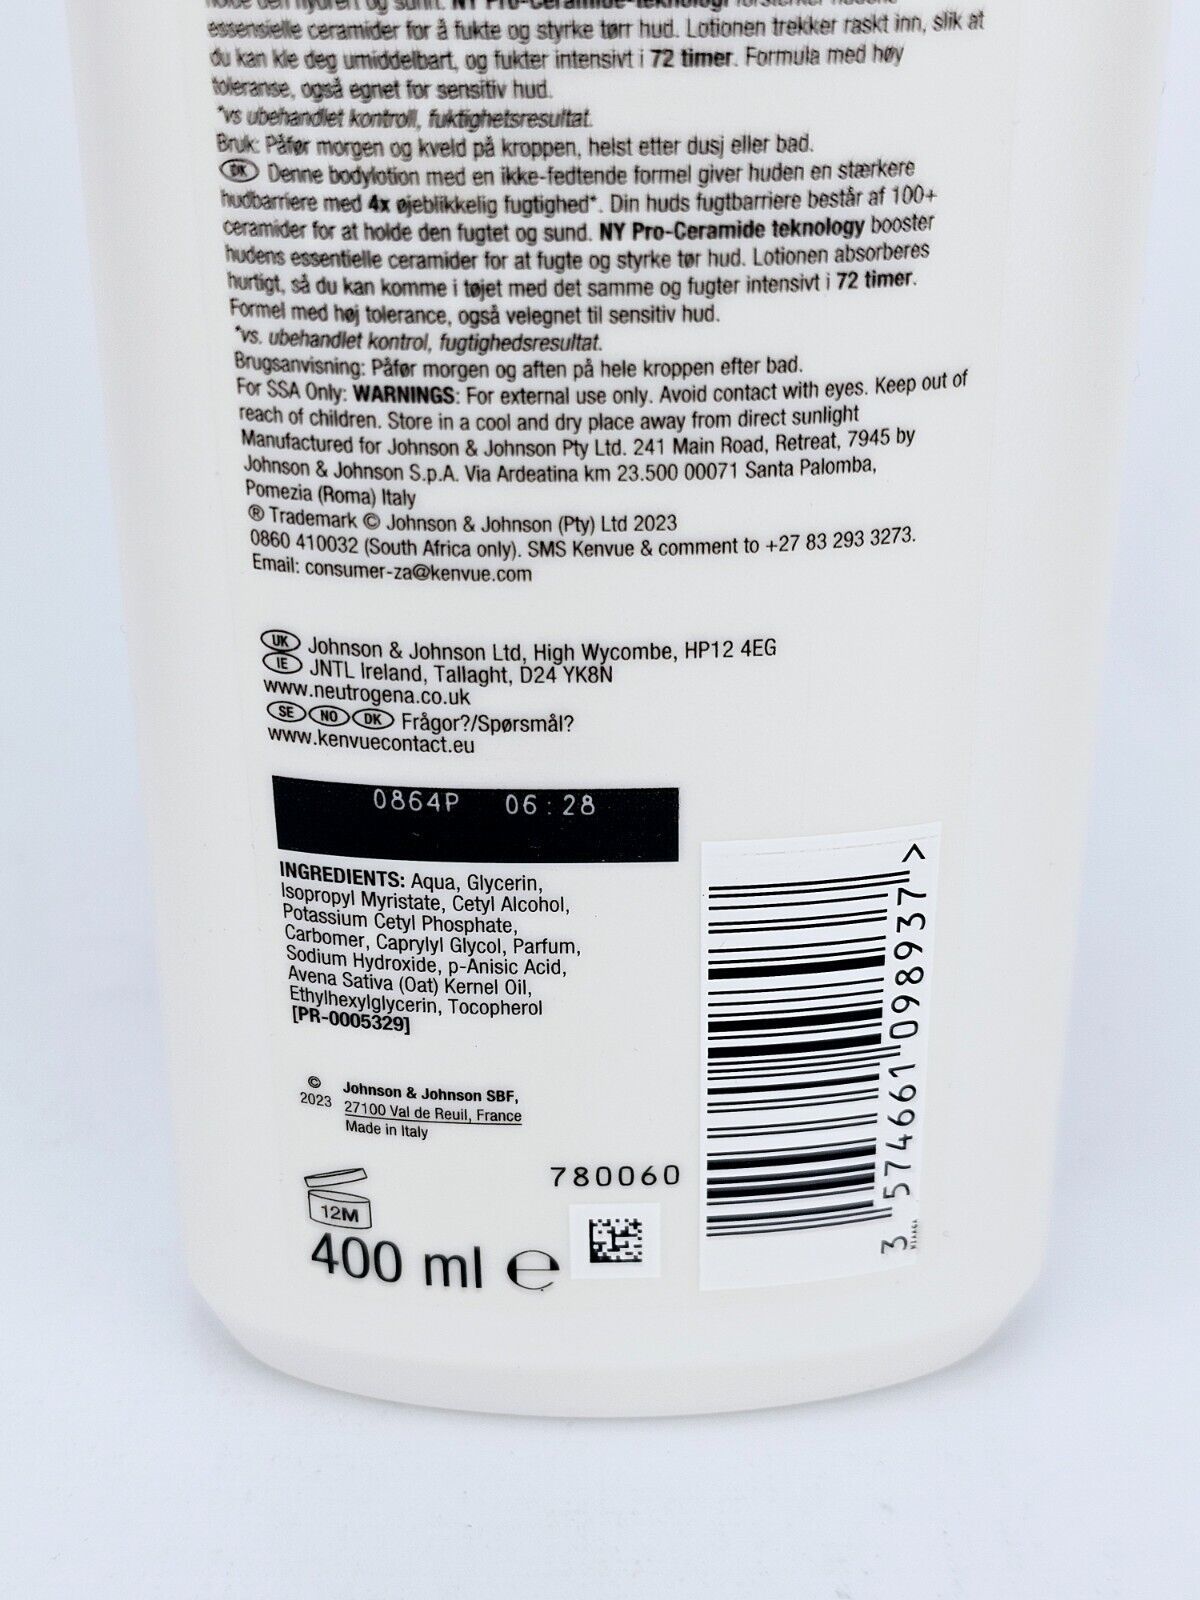 holde den hydrert og sunn. NY Pro-Ceramide-teknologi forsterker hudens
essensielle ceramider for å fukte og styrke tørr hud. Lotionen trekker raskt inn, slik at
du kan kle deg umiddelbart, og fukter intensivt i 72 timer. Formula med høy
toleranse, også egnet for sensitiv hud.
*vs ubehandlet kontroll, fuktighetsresultat.
Bruk: Påfør morgen og kveld på kroppen, helst etter dusj eller bad.
DK Denne bodylotion med en ikke-fedtende formel giver huden en stærkere
hudbarriere med 4x øjeblikkelig fugtighed*. Din huds fugtbarriere består af 100+
ceramider for at holde den fugtet og sund. NY Pro-Ceramide teknology booster
hudens essentielle ceramider for at fugte og styrke tør hud. Lotionen absorberes
hurtigt, så du kan komme i tøjet med det samme og fugter intensivt i 72 timer.
Formel med høj tolerance, også velegnet til sensitiv hud.
*vs. ubehandlet kontrol, fugtighedsresultat.
Brugsanvisning: Påfør morgen og aften på hele kroppen efter bad.
For SSA Only: WARNINGS: For external use only. Avoid contact with eyes. Keep out of
reach of children. Store in a cool and dry place away from direct sunlight
Manufactured for Johnson & Johnson Pty Ltd. 241 Main Road, Retreat, 7945 by
Johnson & Johnson S.p.A. Via Ardeatina km 23.500 00071 Santa Palomba,
Pomezia (Roma) Italy
® Trademark © Johnson & Johnson (Pty) Ltd 2023
0860 410032 (South Africa only). SMS Kenvue & comment to +27 83 293 3273.
Email: consumer-za@kenvue.com
UK Johnson & Johnson Ltd, High Wycombe, HP12 4EG
IE JNTL Ireland, Tallaght, D24 YK8N
www.neutrogena.co.uk
SE NO DK Frågor?/Spørsmål?
www.kenvuecontact.eu
0864P 06:28
INGREDIENTS: Aqua, Glycerin,
Isopropyl Myristate, Cetyl Alcohol,
Potassium Cetyl Phosphate,
Carbomer, Caprylyl Glycol, Parfum,
Sodium Hydroxide, p-Anisic Acid,
Avena Sativa (Oat) Kernel Oil,
Ethylhexylglycerin, Tocopherol
[PR-0005329]
© 2023
Johnson & Johnson SBF,
27100 Val de Reuil, France
Made in Italy
780060
12M
400 ml ℮
3 574661 098937 >